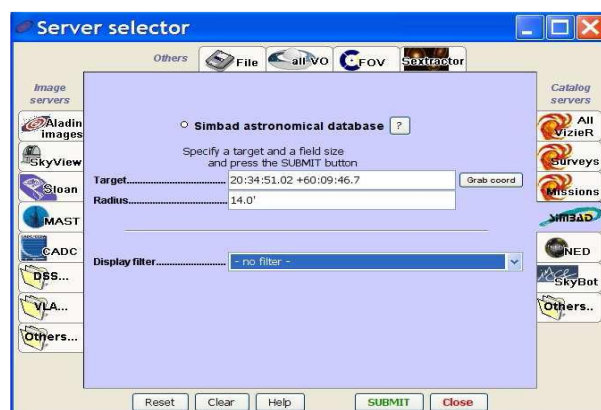 Server selector
Others File all VO FOV Sextractor
Image
servers
Catalog
servers
Aladin
images
SkyView
Sloan
MAST
CADC
DSS...
VLA..
Others...
Simbad astronomical database ?
Specify a target and a field size
and press the SUBMIT button
Target 20:34:51.02 +60:09:46.7 Grab coord
Radius 14.0'
Display filter - no filter -
All
VizieR
Surveys
Missions
SIMBAD
NED
SkyBot
Others..
Reset Clear Help SUBMIT Close